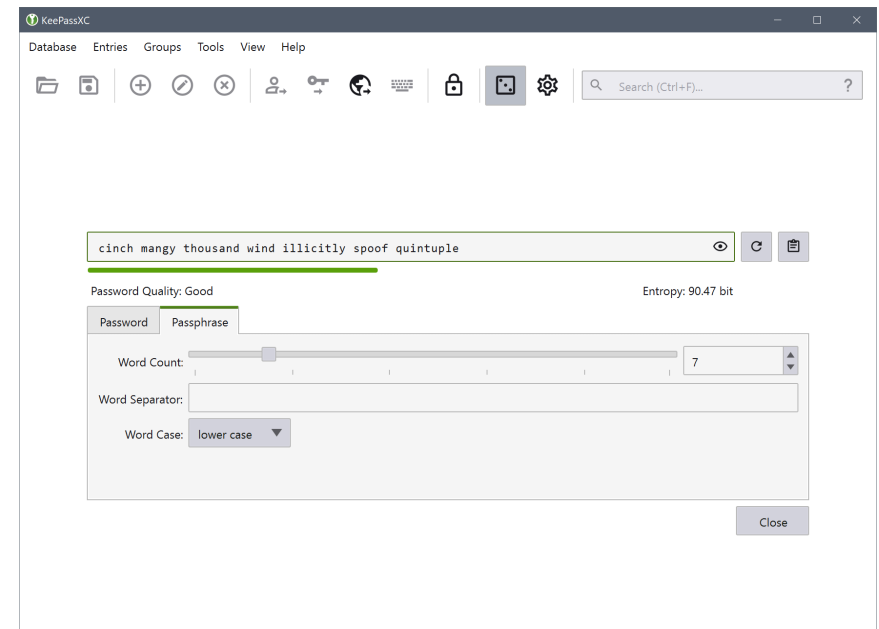 KeePassXC
Database Entries Groups Tools View Help
Search (Ctrl+F)... ?
cinch mangy thousand wind illicitly spoof quintuple
Password Quality: Good Entropy: 90.47 bit
Password Passphrase
Word Count: 7
Word Separator:
Word Case: lower case
Close